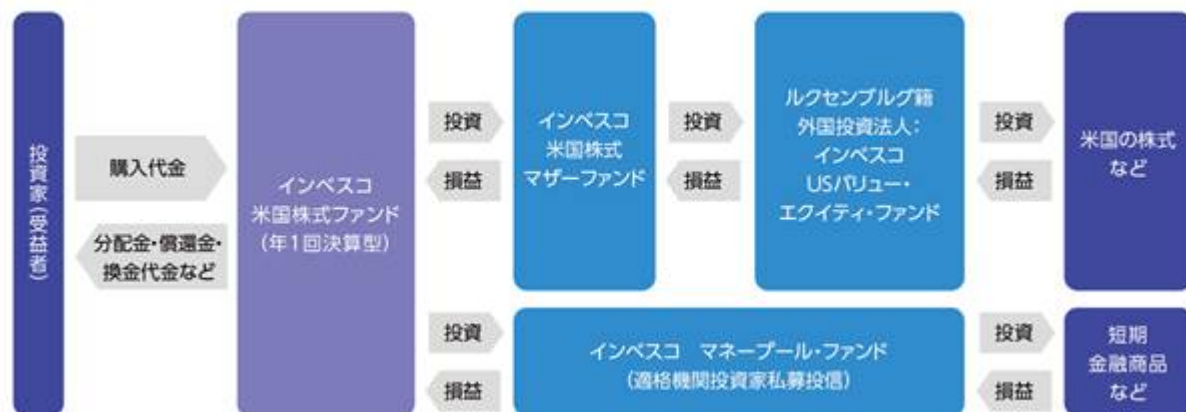 投資家(受益者)
購入代金
分配金・償還金・
換金代金など
インベスコ
米国株式ファンド
(年1回決算型)
投資
損益
インベスコ
米国株式
マザーファンド
投資
損益
ルクセンブルグ籍
外国投資法人:
インベスコ
USバリュー・
エクイティ・ファンド
投資
損益
米国の株式
など
投資
損益
インベスコ マネープール・ファンド
(適格機関投資家私募投信)
投資
損益
短期
金融商品
など